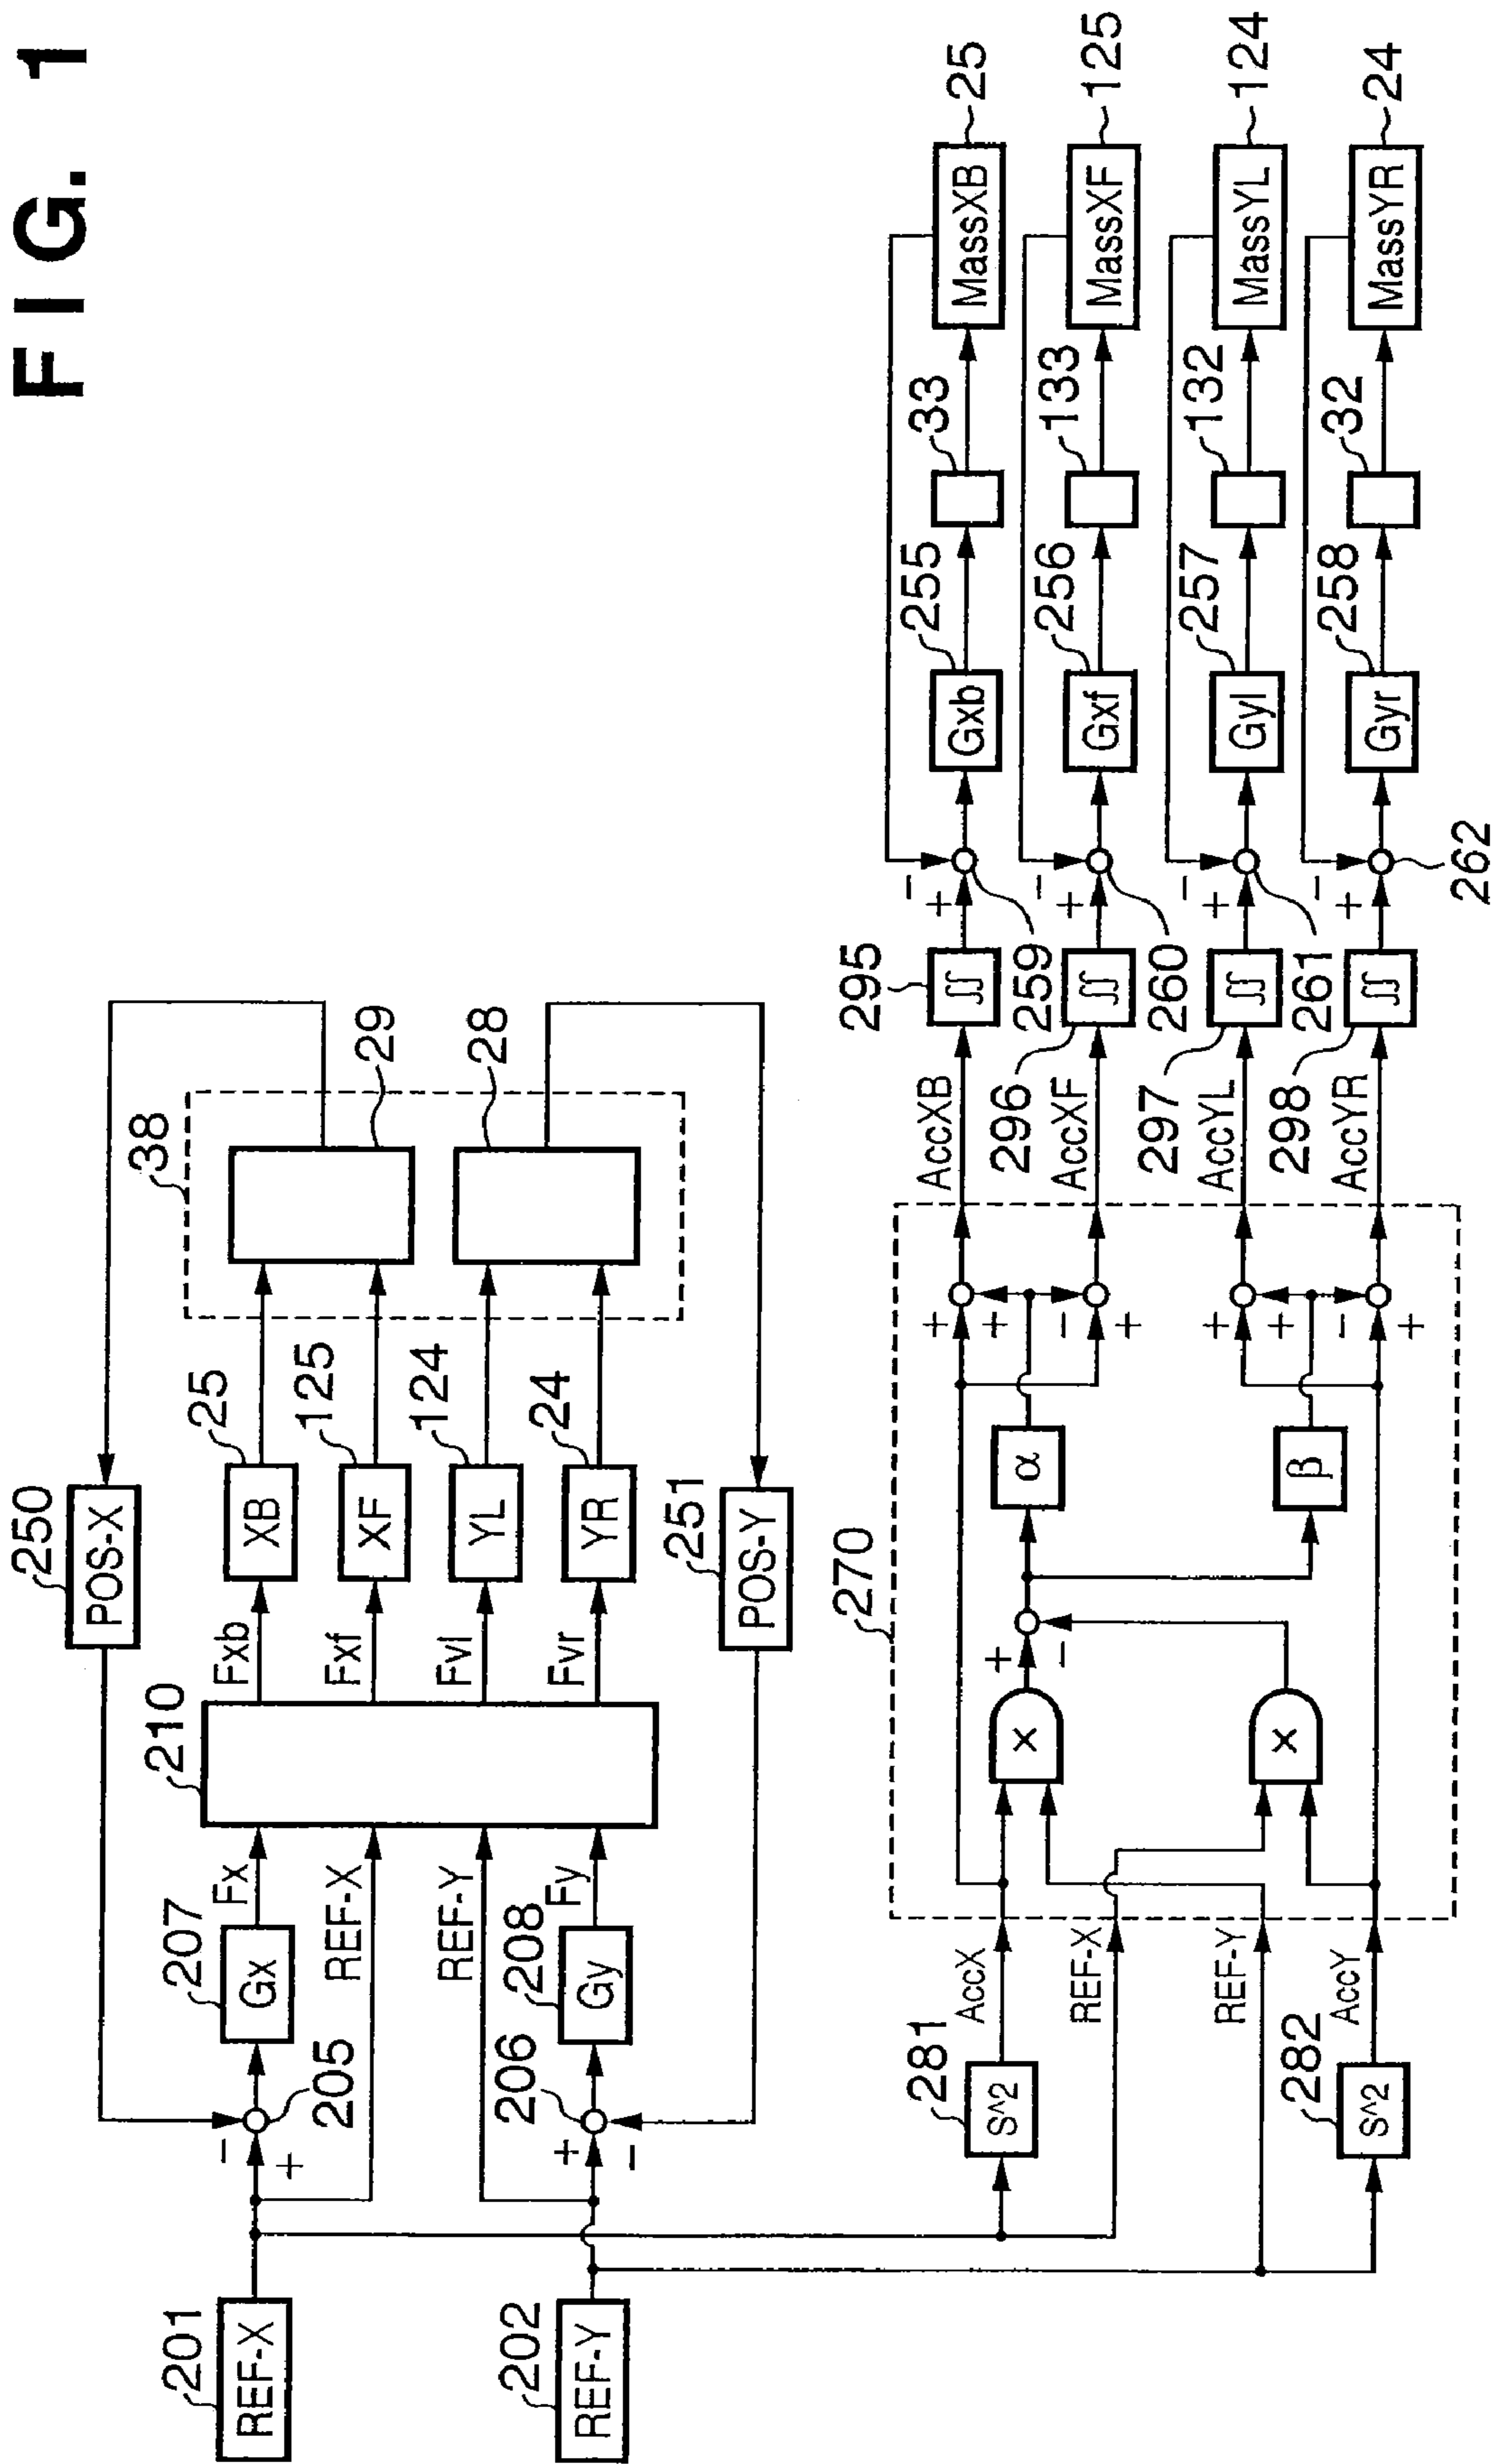 FIG. 1
201
REF-X
202
REF-Y
-
+
205
+
-
206
207
Gx
208
Gy
Fx
REF-X
REF-Y
Fy
210
250
POS-X
251
POS-Y
Fxb
Fxf
Fyl
Fyr
25
XB
125
XF
124
YL
24
YR
38
29
28
281
S^2
282
S^2
AccX
REF-X
REF-Y
AccY
270
x
x
+
-
α
β
+
+
-
+
+
+
-
+
AccXB
AccXF
AccYL
AccYR
295
∫∫
296
∫∫
297
∫∫
298
∫∫
-
+
259
-
+
260
-
+
261
-
+
262
255
Gxb
256
Gxf
257
Gyl
258
Gyr
33
133
132
32
MassXB
25
MassXF
125
MassYL
124
MassYR
24